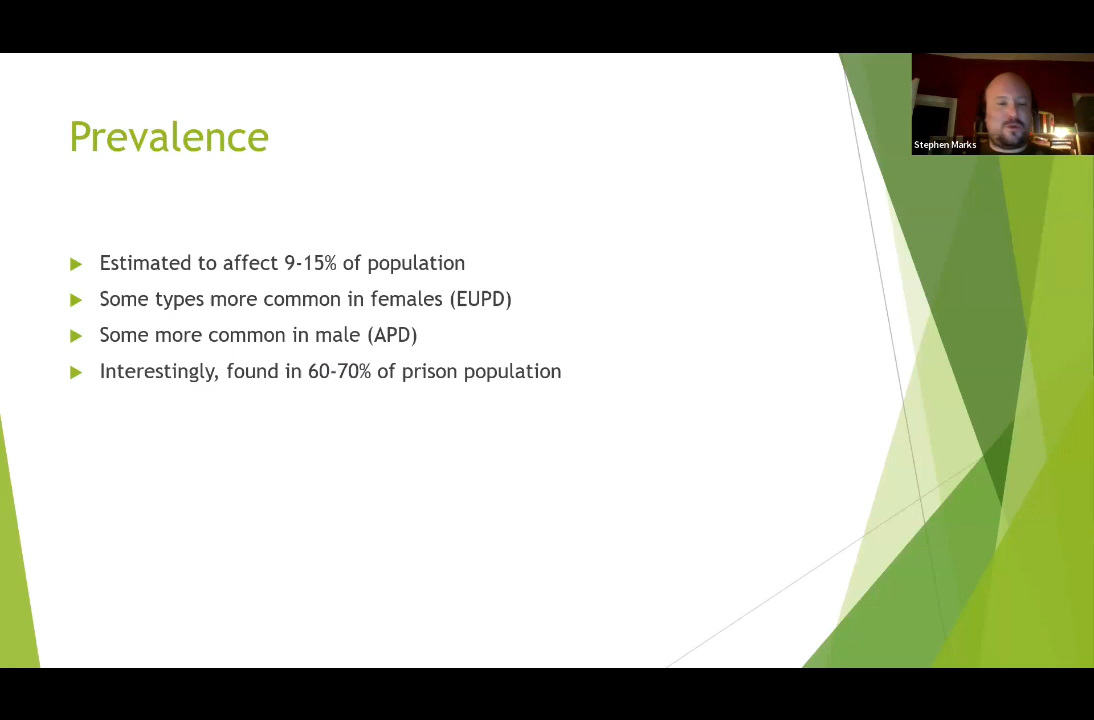 Prevalence
Estimated to affect 9-15% of population
Some types more common in females (EUPD)
Some more common in male (APD)
Interestingly, found in 60-70% of prison population
Stephen Marks